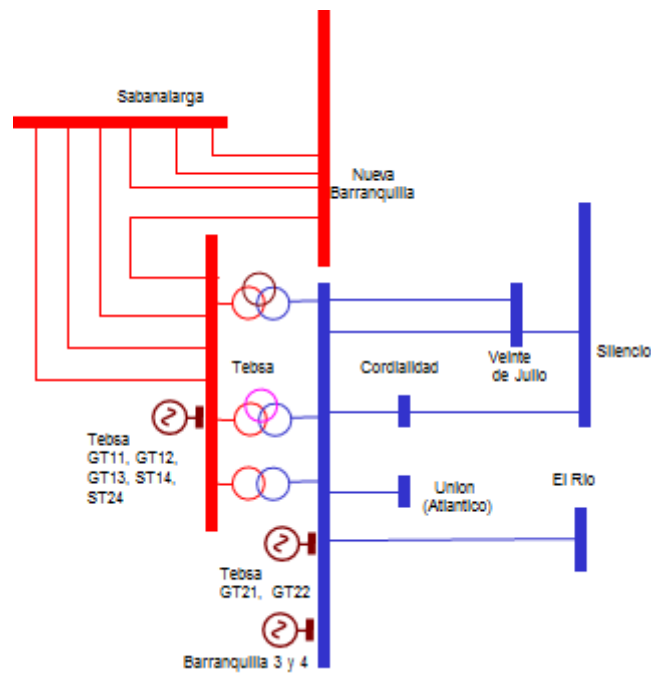 Sabanalarga
Nueva
Barranquilla
Tebsa
Cordialidad
Veinte
de Julio
Silencio
Tebsa
GT11, GT12,
GT13, ST14,
ST24
Union
(Atlantico)
El Rio
Tebsa
GT21, GT22
Barranquilla 3 y 4